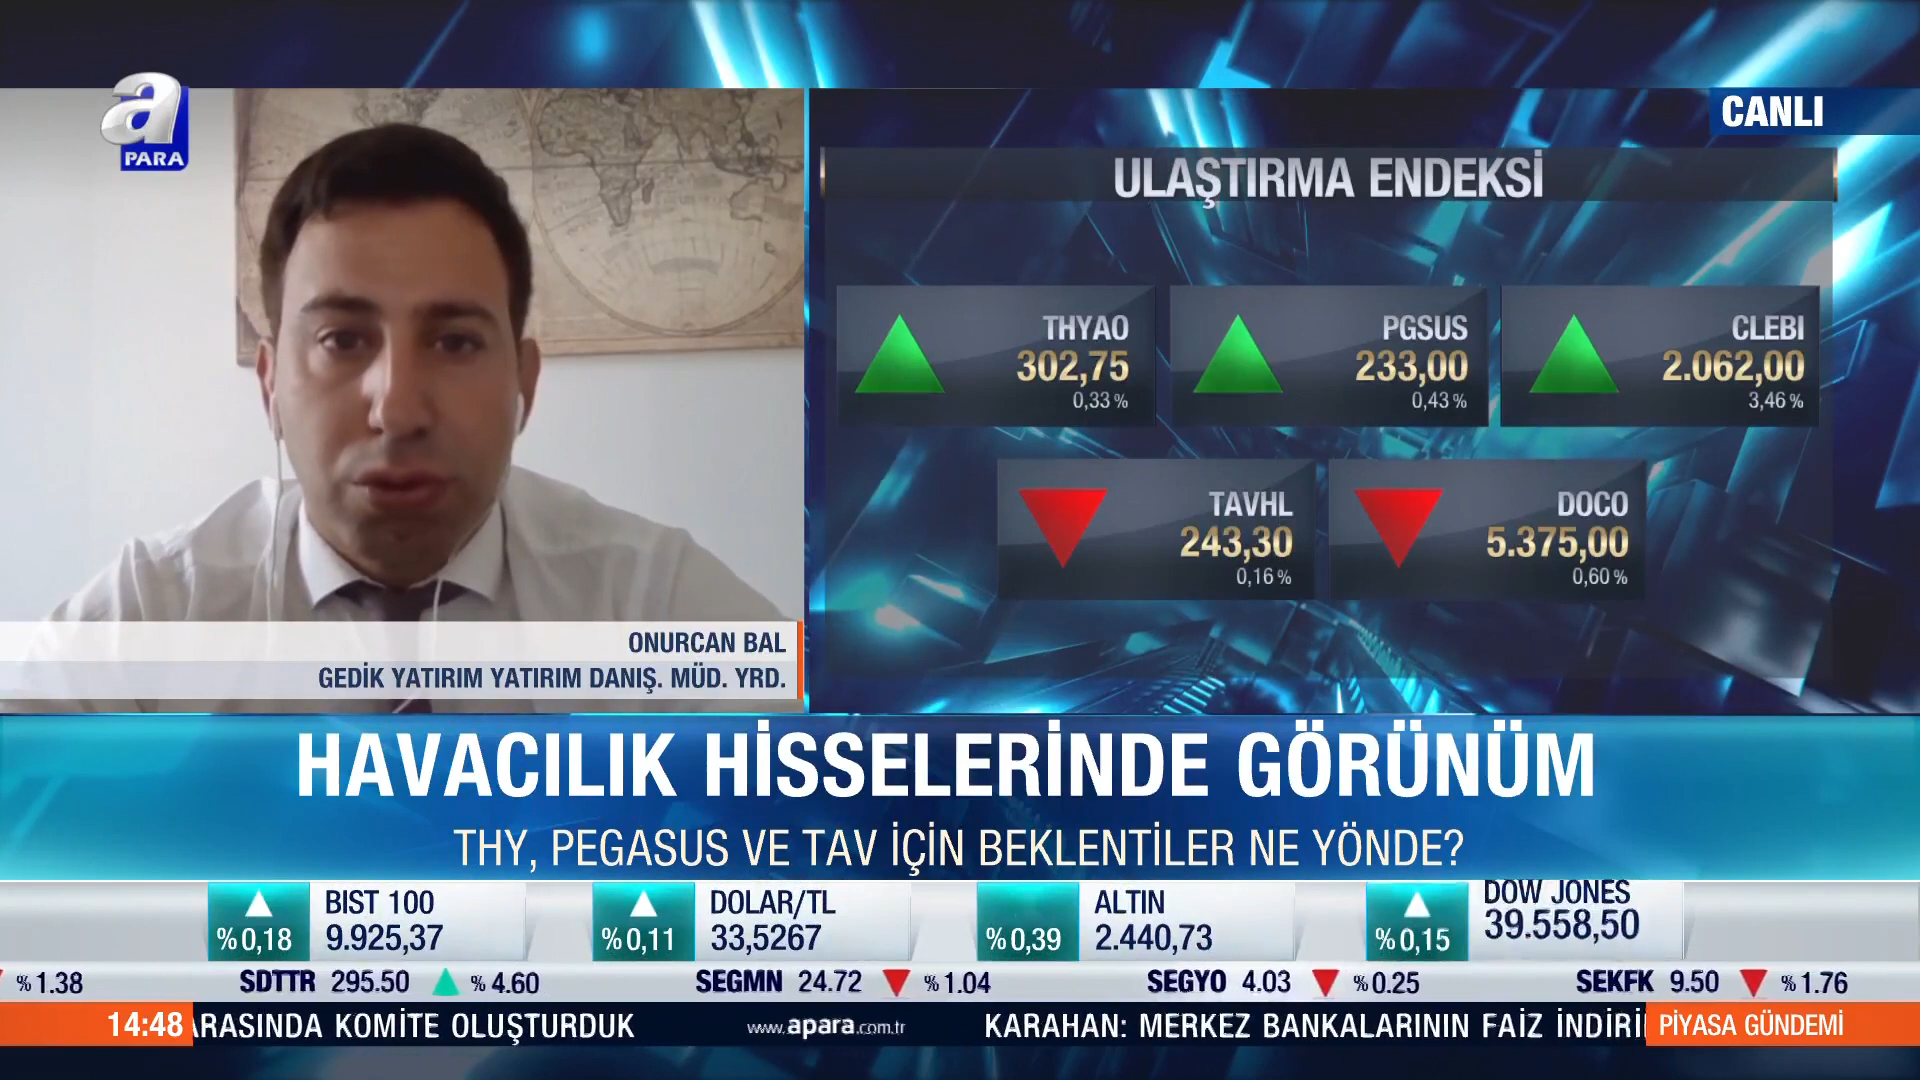 a
PARA
CANLI
ULAŞTIRMA ENDEKSİ
THYAO
302,75
0,33 %
PGSUS
233,00
0,43 %
CLEBI
2.062,00
3,46 %
TAVHL
243,30
0,16 %
DOCO
5.375,00
0,60 %
ONURCAN BAL
GEDİK YATIRIM YATIRIM DANIŞ. MÜD. YRD.
HAVACILIK HİSSELERİNDE GÖRÜNÜM
THY, PEGASUS VE TAV İÇİN BEKLENTİLER NE YÖNDE?
%0,18
BIST 100
9.925,37
%0,11
DOLAR/TL
33,5267
%0,39
ALTIN
2.440,73
%0,15
DOW JONES
39.558,50
%1.38 SDTTR 295.50 %4.60 SEGMN 24.72 %1.04 SEGYO 4.03 %0.25 SEKFK 9.50 %1.76
14:48 ARASINDA KOMİTE OLUŞTURDUK www.apara.com.tr KARAHAN: MERKEZ BANKALARININ FAİZ İNDİRİ PİYASA GÜNDEMİ